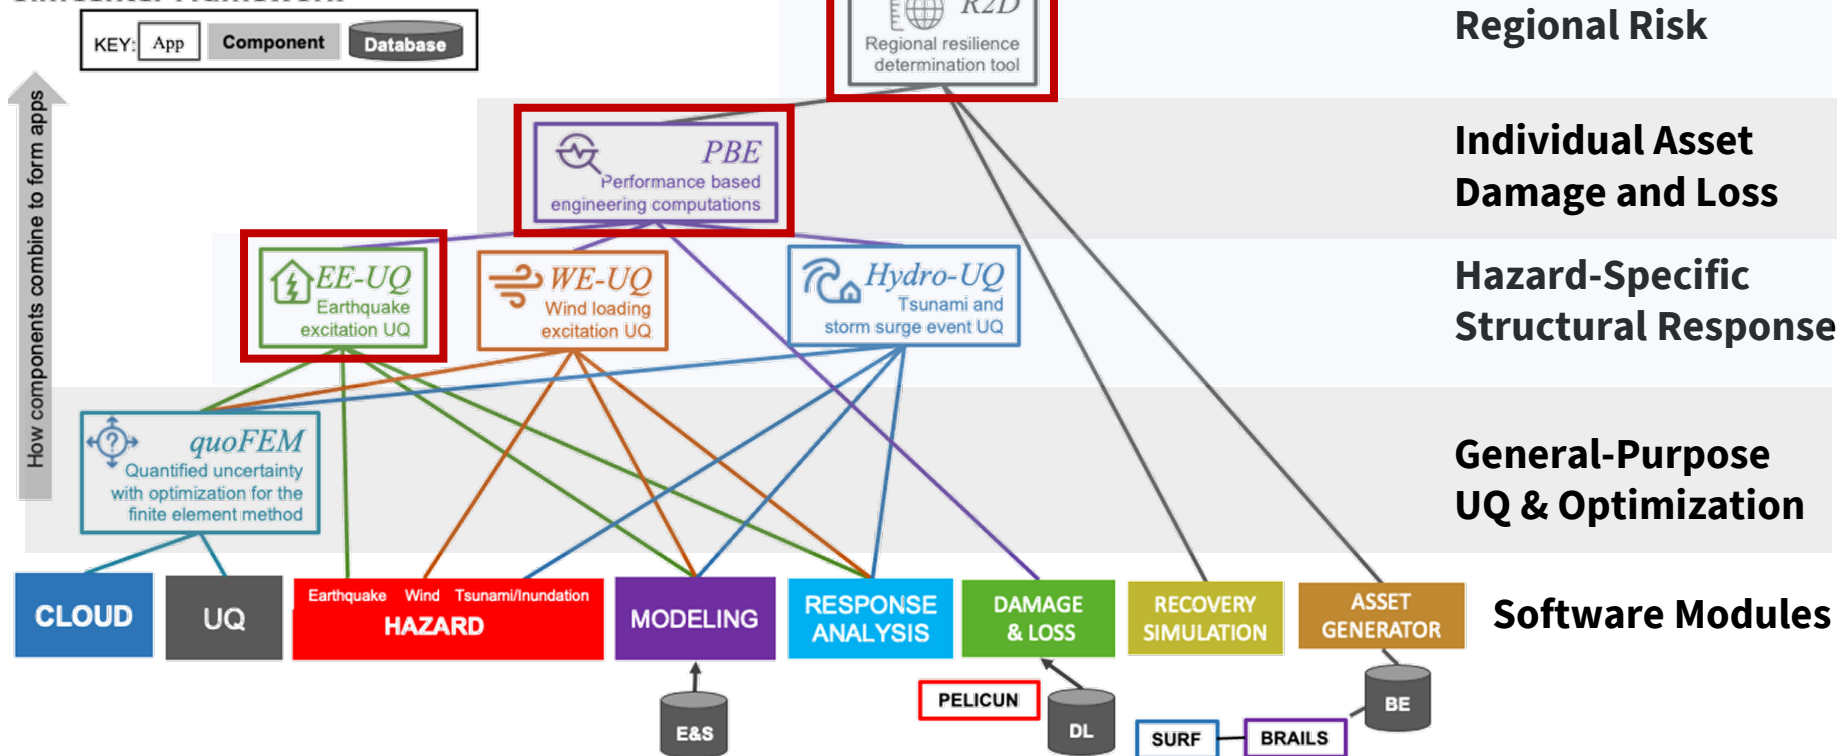 R2D
Regional Risk
KEY: App Component Database
Regional resilience
determination tool
How components combine to form apps
PBE
Performance based
engineering computations
Individual Asset
Damage and Loss
EE-UQ
Earthquake
excitation UQ
WE-UQ
Wind loading
excitation UQ
Hydro-UQ
Tsunami and
storm surge event UQ
Hazard-Specific
Structural Response
quoFEM
Quantified uncertainty
with optimization for the
finite element method
General-Purpose
UQ & Optimization
CLOUD
UQ
Earthquake Wind Tsunami/Inundation
HAZARD
MODELING
RESPONSE
ANALYSIS
DAMAGE
& LOSS
RECOVERY
SIMULATION
ASSET
GENERATOR
Software Modules
E&S
PELICUN
DL
SURF
BRAILS
BE